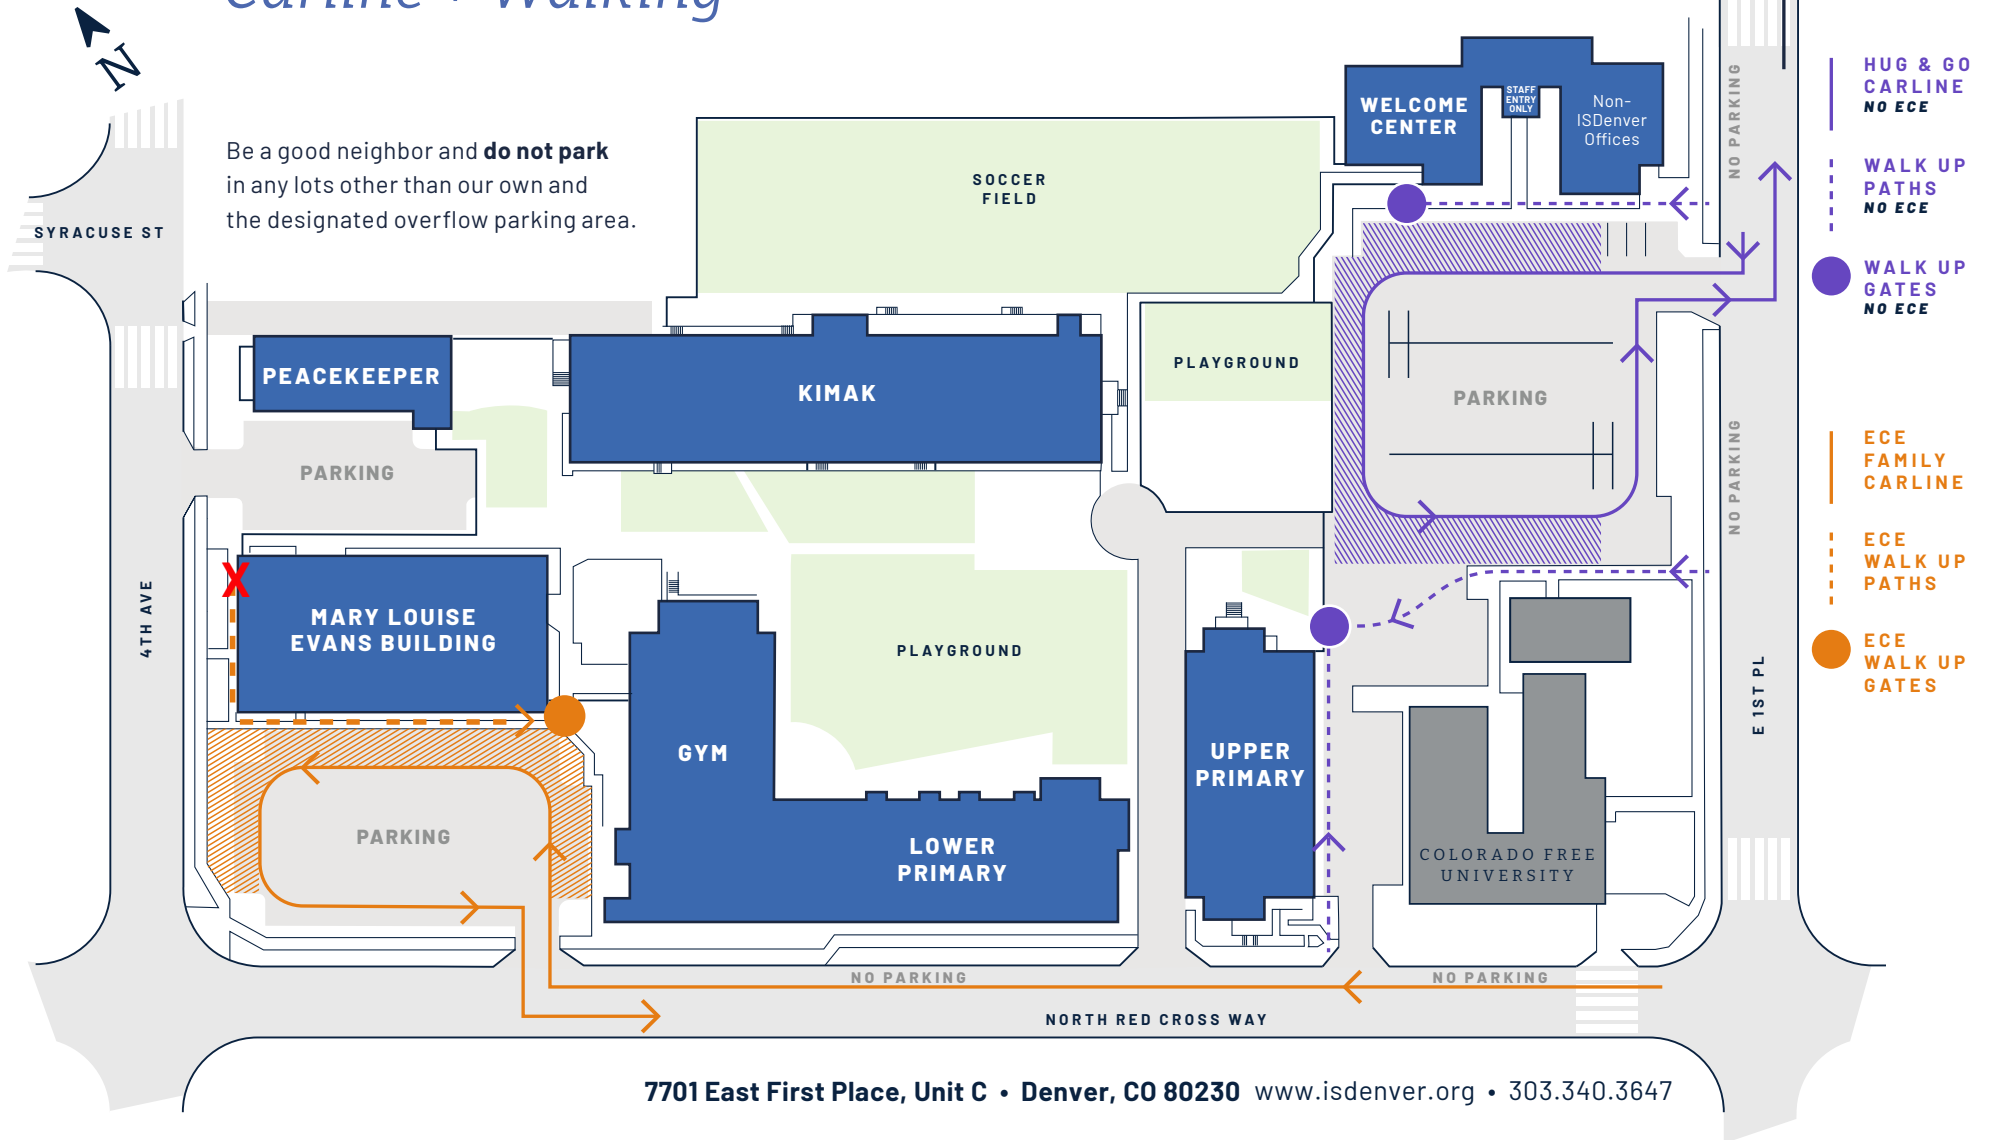 Carline + Walking
N
Be a good neighbor and do not park
in any lots other than our own and
the designated overflow parking area.
SYRACUSE ST
4TH AVE
SOCCER
FIELD
WELCOME
CENTER
STAFF
ENTRY
ONLY
Non-
ISDenver
Offices
NO PARKING
HUG & GO
CARLINE
NO ECE
WALK UP
PATHS
NO ECE
WALK UP
GATES
NO ECE
PEACEKEEPER
KIMAK
PLAYGROUND
PARKING
PARKING
NO PARKING
ECE
FAMILY
CARLINE
ECE
WALK UP
PATHS
ECE
WALK UP
GATES
X
MARY LOUISE
EVANS BUILDING
PLAYGROUND
GYM
UPPER
PRIMARY
E 1ST PL
PARKING
LOWER
PRIMARY
COLORADO FREE
UNIVERSITY
NO PARKING
NO PARKING
NORTH RED CROSS WAY
7701 East First Place, Unit C • Denver, CO 80230 www.isdenver.org • 303.340.3647